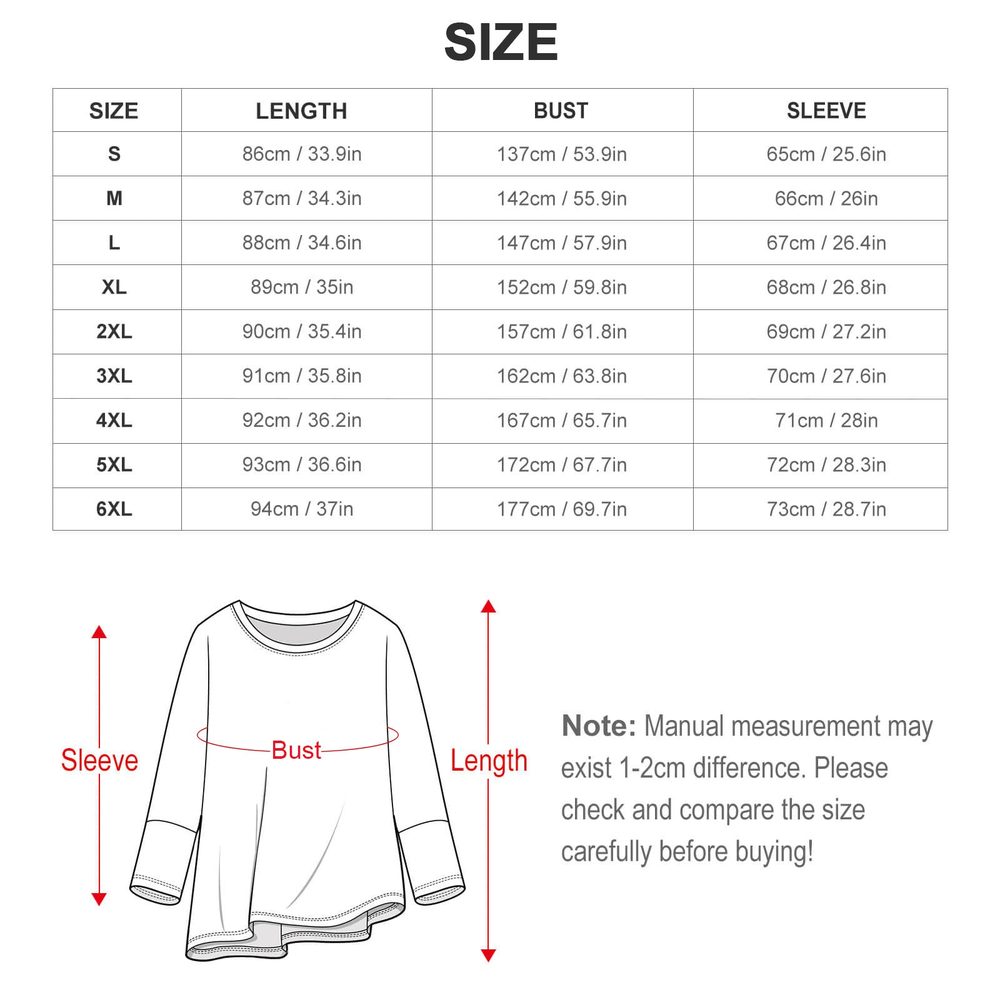 SIZE
SIZE LENGTH BUST SLEEVE
S 86cm / 33.9in 137cm / 53.9in 65cm / 25.6in
M 87cm / 34.3in 142cm / 55.9in 66cm / 26in
L 88cm / 34.6in 147cm / 57.9in 67cm / 26.4in
XL 89cm / 35in 152cm / 59.8in 68cm / 26.8in
2XL 90cm / 35.4in 157cm / 61.8in 69cm / 27.2in
3XL 91cm / 35.8in 162cm / 63.8in 70cm / 27.6in
4XL 92cm / 36.2in 167cm / 65.7in 71cm / 28in
5XL 93cm / 36.6in 172cm / 67.7in 72cm / 28.3in
6XL 94cm / 37in 177cm / 69.7in 73cm / 28.7in
Sleeve
Bust
Length
Note: Manual measurement may
exist 1-2cm difference. Please
check and compare the size
carefully before buying!